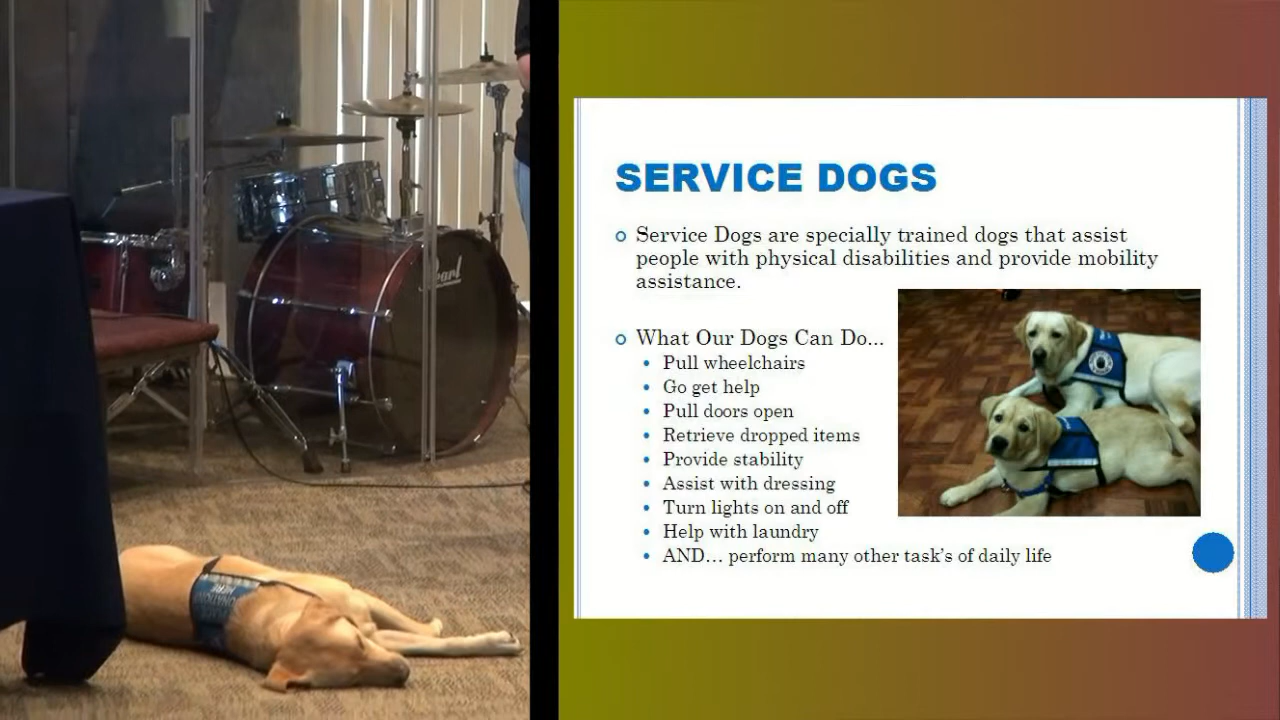 Pearl
SERVICE DOGS
Service Dogs are specially trained dogs that assist
people with physical disabilities and provide mobility
assistance.
What Our Dogs Can Do...
Pull wheelchairs
Go get help
Pull doors open
Retrieve dropped items
Provide stability
Assist with dressing
Turn lights on and off
Help with laundry
AND... perform many other task's of daily life